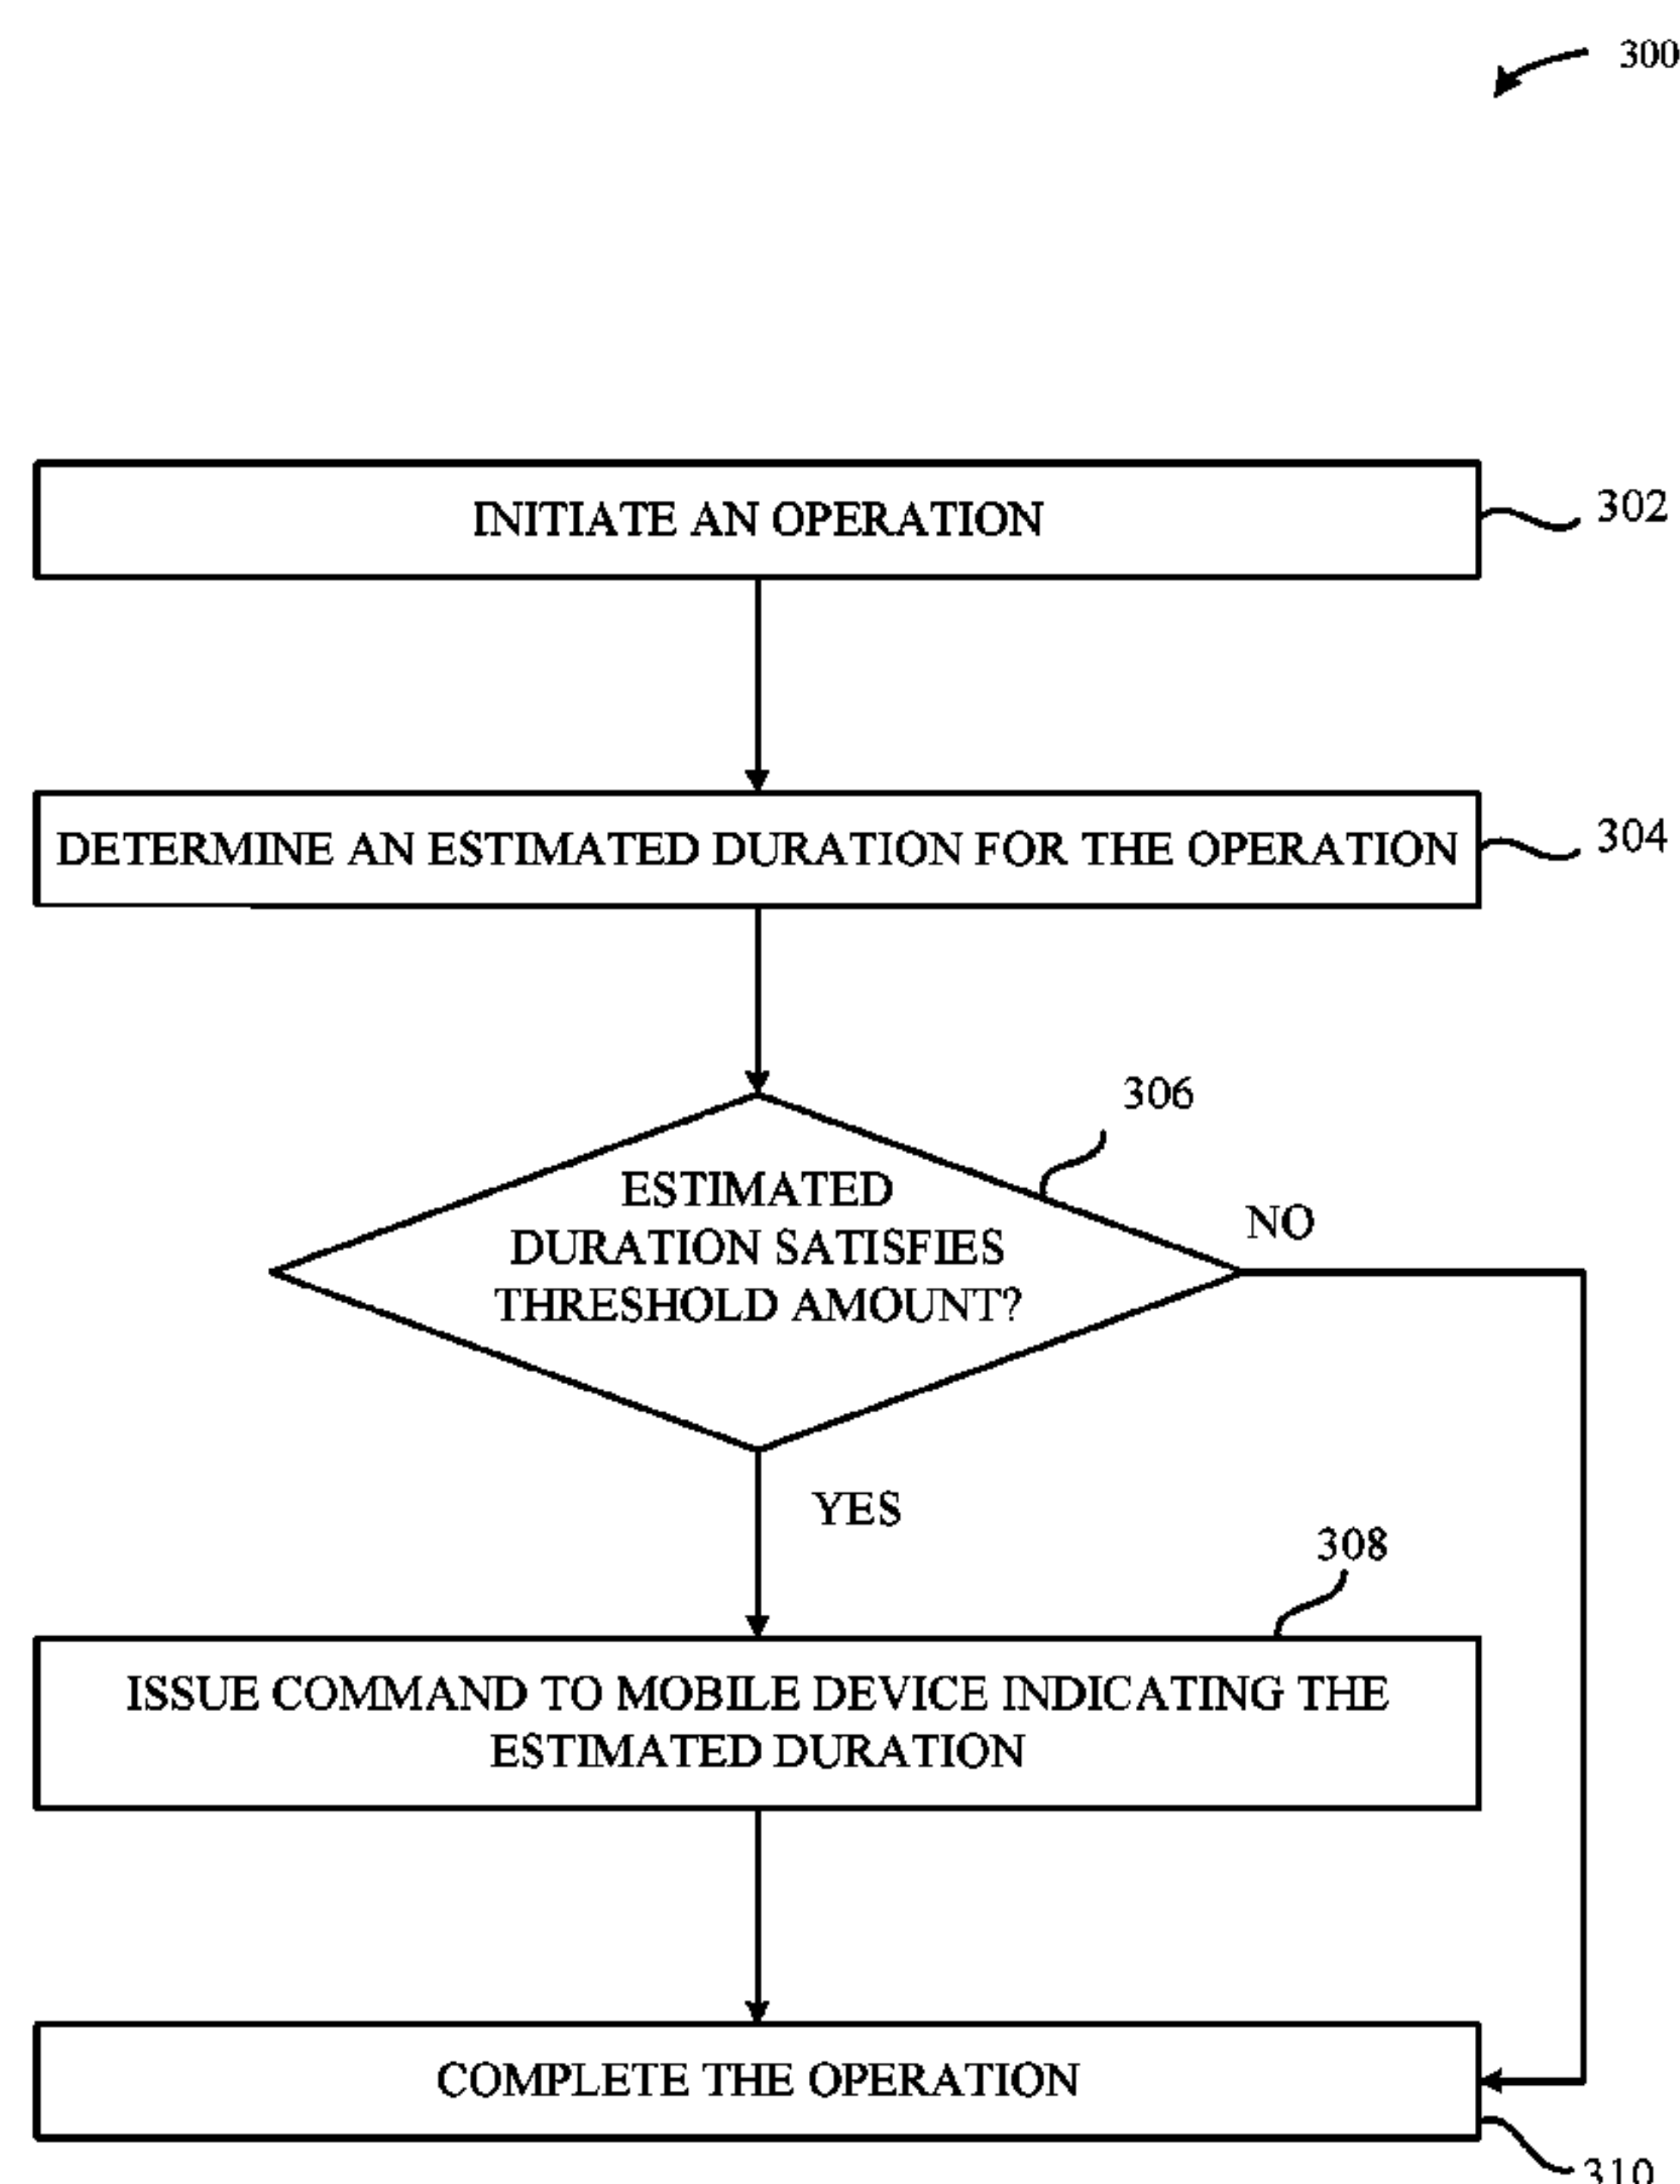 300
INITIATE AN OPERATION
302
DETERMINE AN ESTIMATED DURATION FOR THE OPERATION
304
306
ESTIMATED
DURATION SATISFIES
THRESHOLD AMOUNT?
NO
YES
308
ISSUE COMMAND TO MOBILE DEVICE INDICATING THE
ESTIMATED DURATION
COMPLETE THE OPERATION
310